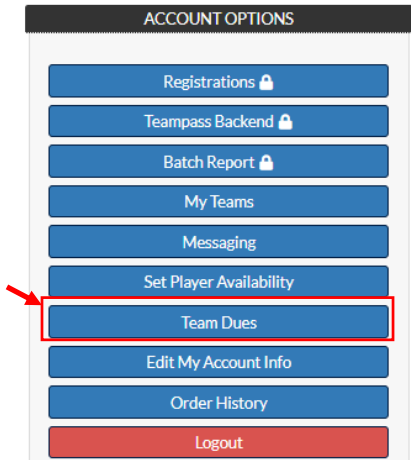 ACCOUNT OPTIONS
Registrations
Teampass Backend
Batch Report
My Teams
Messaging
Set Player Availability
Team Dues
Edit My Account Info
Order History
Logout